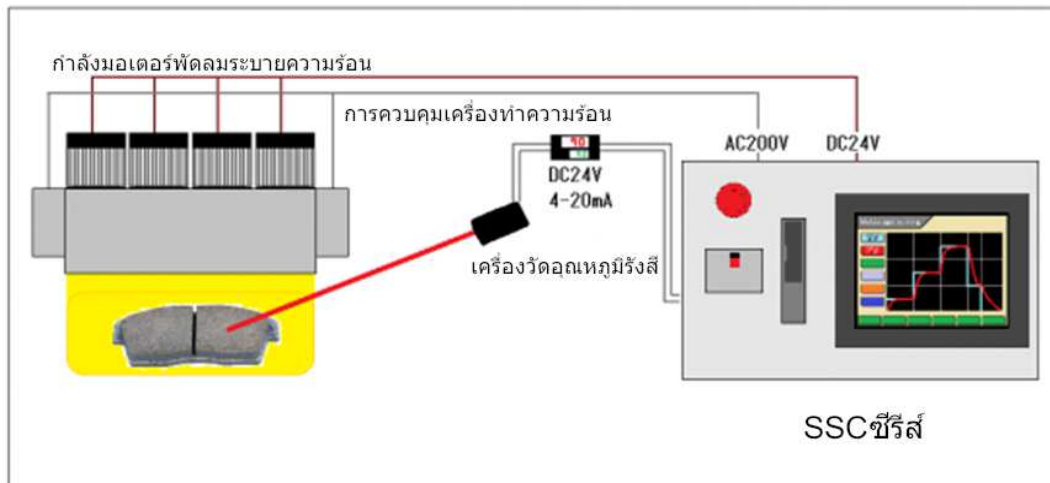 กำลังมอเตอร์พัดลมระบายความร้อน
การควบคุมเครื่องทำความร้อน
AC200V DC24V
DC24V
4-20mA
เครื่องวัดอุณหภูมิรังสี
SSCซีรีส์